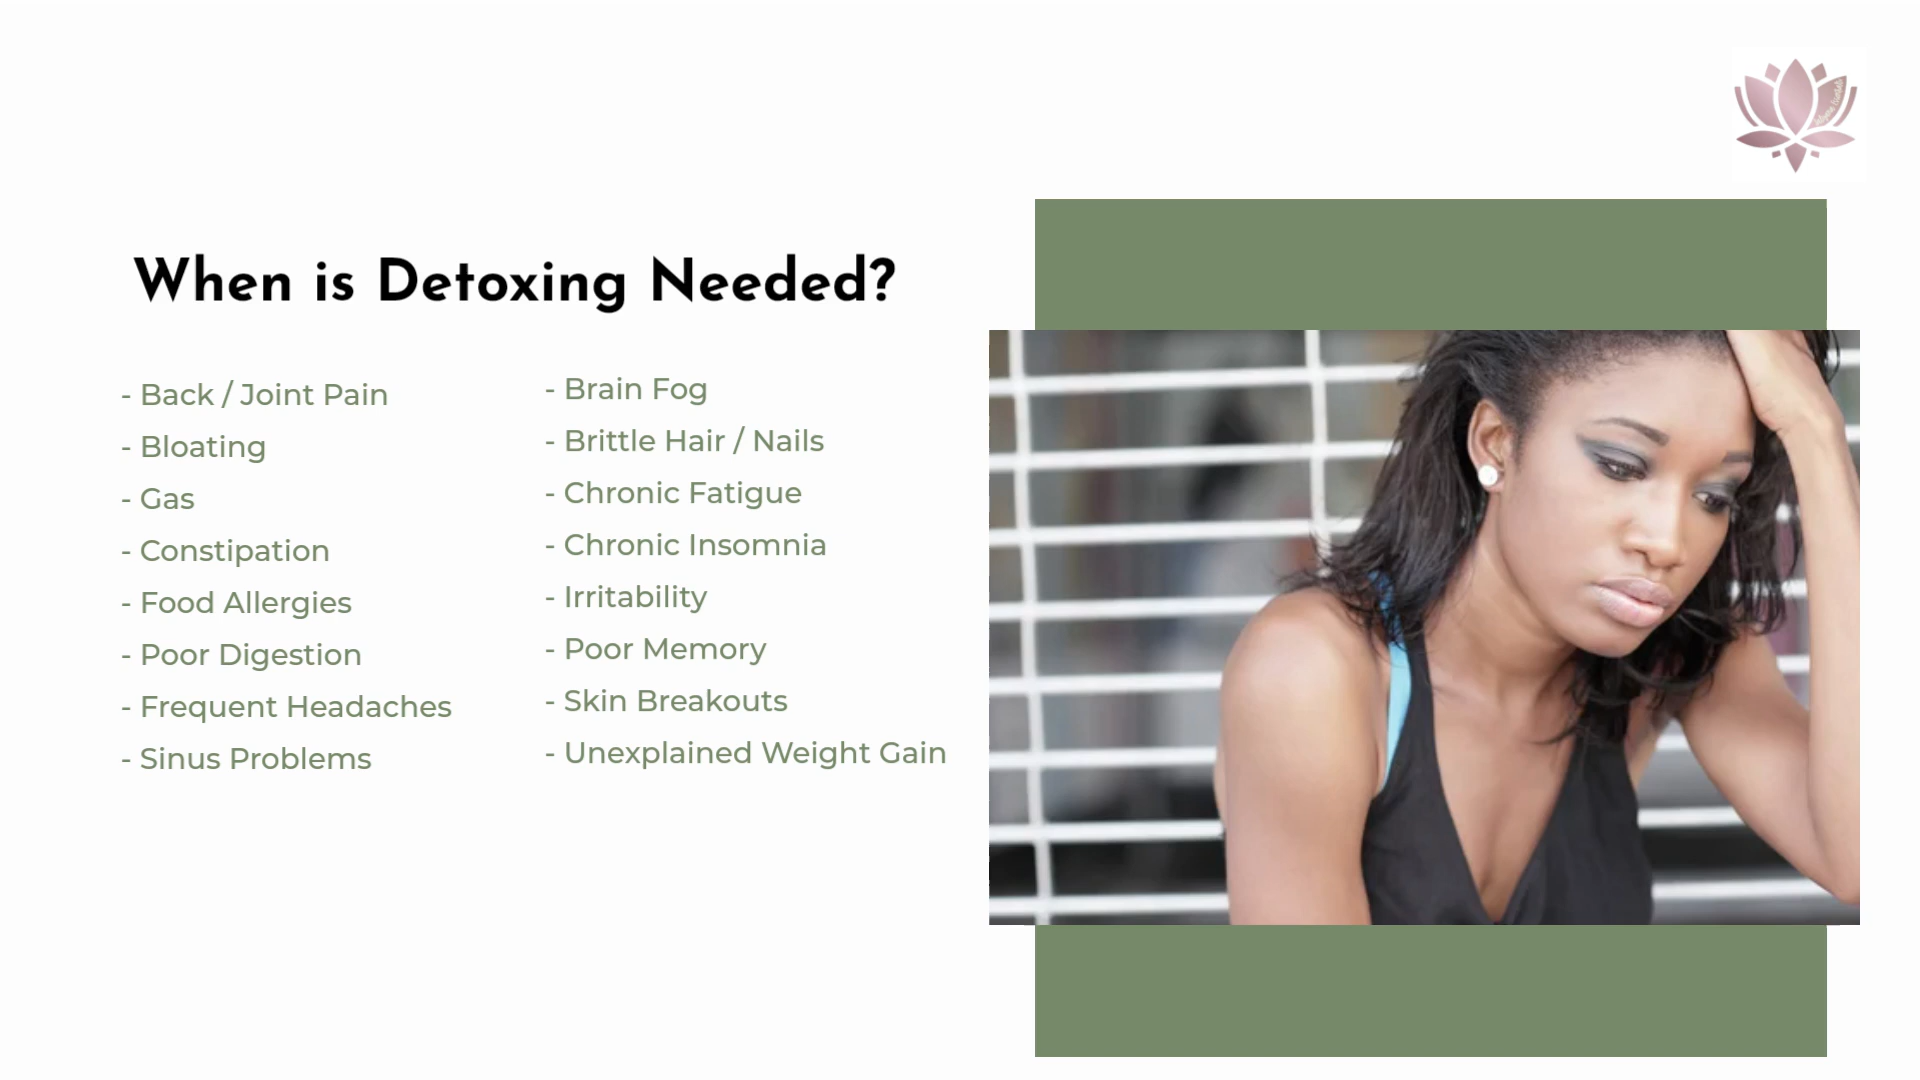 When is Detoxing Needed?
- Back / Joint Pain
- Bloating
- Gas
- Constipation
- Food Allergies
- Poor Digestion
- Frequent Headaches
- Sinus Problems
- Brain Fog
- Brittle Hair / Nails
- Chronic Fatigue
- Chronic Insomnia
- Irritability
- Poor Memory
- Skin Breakouts
- Unexplained Weight Gain